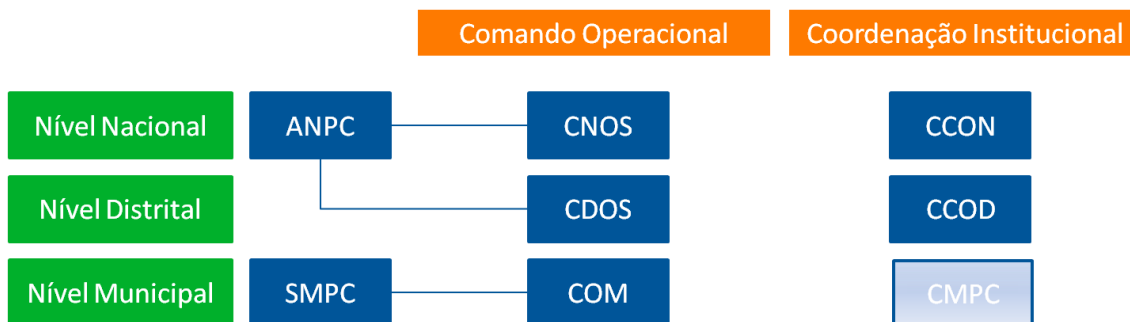 Comando Operacional
Coordenação Institucional
Nível Nacional
ANPC
CNOS
CCON
Nível Distrital
CDOS
CCOD
Nível Municipal
SMPC
COM
CMPC